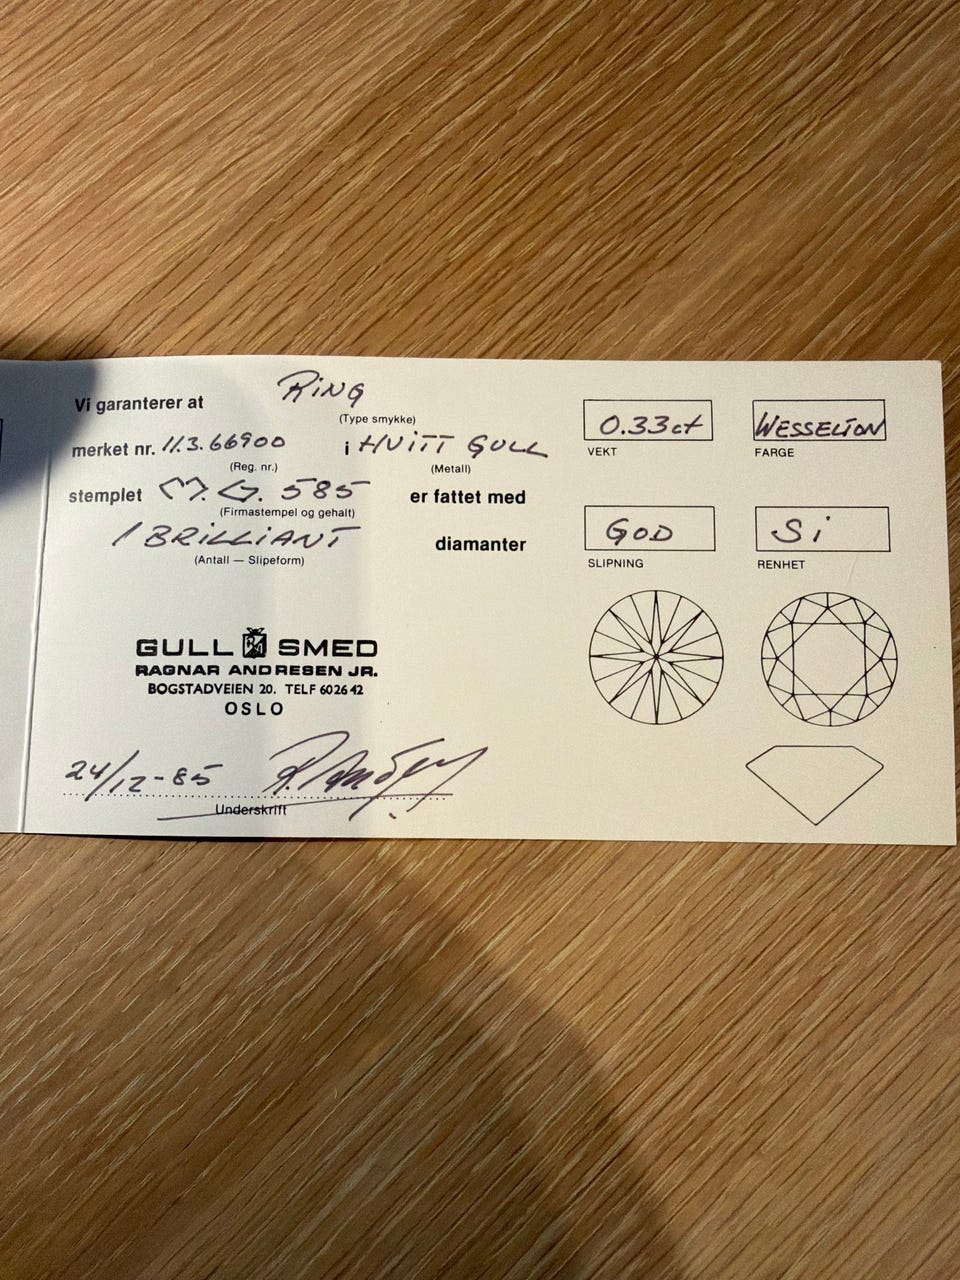 Vi garanterer at RiNG
(Type smykke)
merket nr. 11.3.66900 i HViTT GULL
(Reg. nr.) (Metall)
stemplet 585 er fattet med
(Firmastempel og gehalt)
1 BRiLLiANT diamanter
(Antall — Slipeform)
GULL SMED
RAGNAR ANDRESEN JR.
BOGSTADVEIEN 20. TELF 60 26 42
OSLO
24/12-85
Underskrift
0.33ct WESSELTON
VEKT FARGE
GOD Si
SLIPNING RENHET